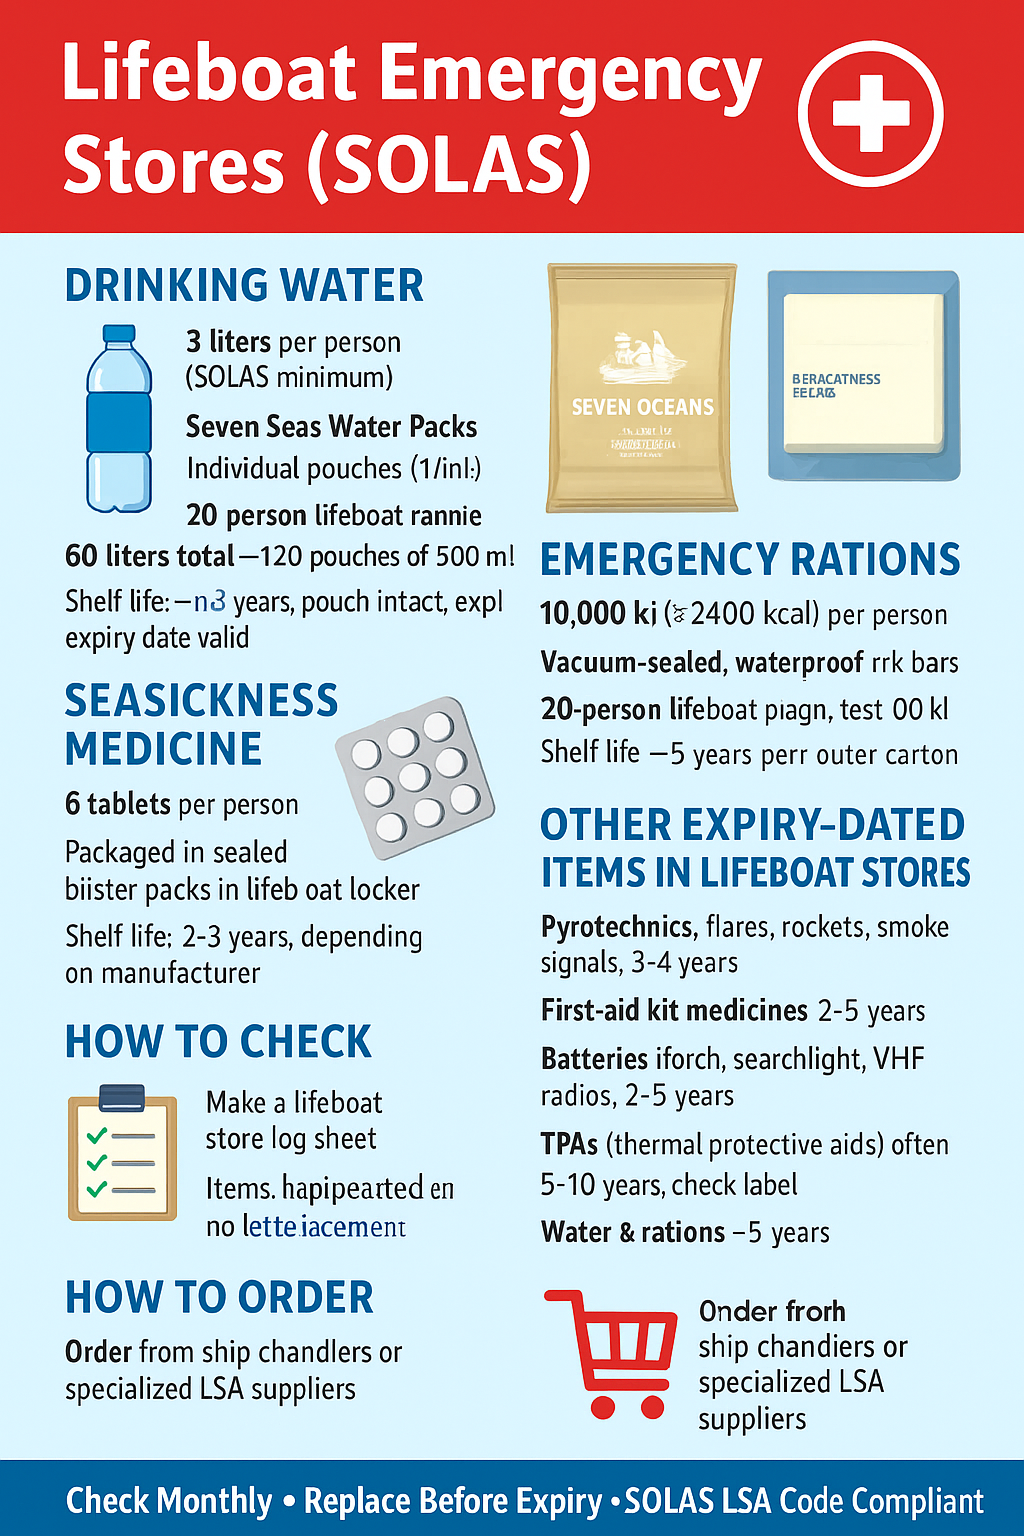 Lifeboat Emergency
Stores (SOLAS)
DRINKING WATER
3 liters per person
(SOLAS minimum)
Seven Seas Water Packs
Individual pouches
20 person lifeboat rannie
60 liters total—120 pouches of 500 ml
Shelf life: —n3 years, pouch intact, expl
expiry date valid
SEASICKNESS
MEDICINE
6 tablets per person
Packaged in sealed
biister packs in lifeb oat locker
Shelf life: 2-3 years, depending
on manufacturer
HOW TO CHECK
Make a lifeboat
store log sheet
Items. hapipearted en
no lette iacement
HOW TO ORDER
Order from ship chandlers or
specialized LSA suppliers
SEVEN OCEANS
BERACATNESS
EMERGENCY RATIONS
10,000 kj (2400 kcal) per person
Vacuum-sealed, waterproof rrk bars
20-person lifeboat piagn, test 00 kl
Shelf life —5 years perr outer carton
OTHER EXPIRY-DATED
ITEMS IN LIFEBOAT STORES
Pyrotechnics, flares, rockets, smoke
signals, 3-4 years
First-aid kit medicines 2-5 years
Batteries iforch, searchlight, VHF
radios, 2-5 years
TPAs (thermal protective aids) often
5-10 years, check label
Water & rations –5 years
Onder frorh
ship chandiers or
specialized LSA
suppliers
Check Monthly • Replace Before Expiry • SOLAS LSA Code Compliant